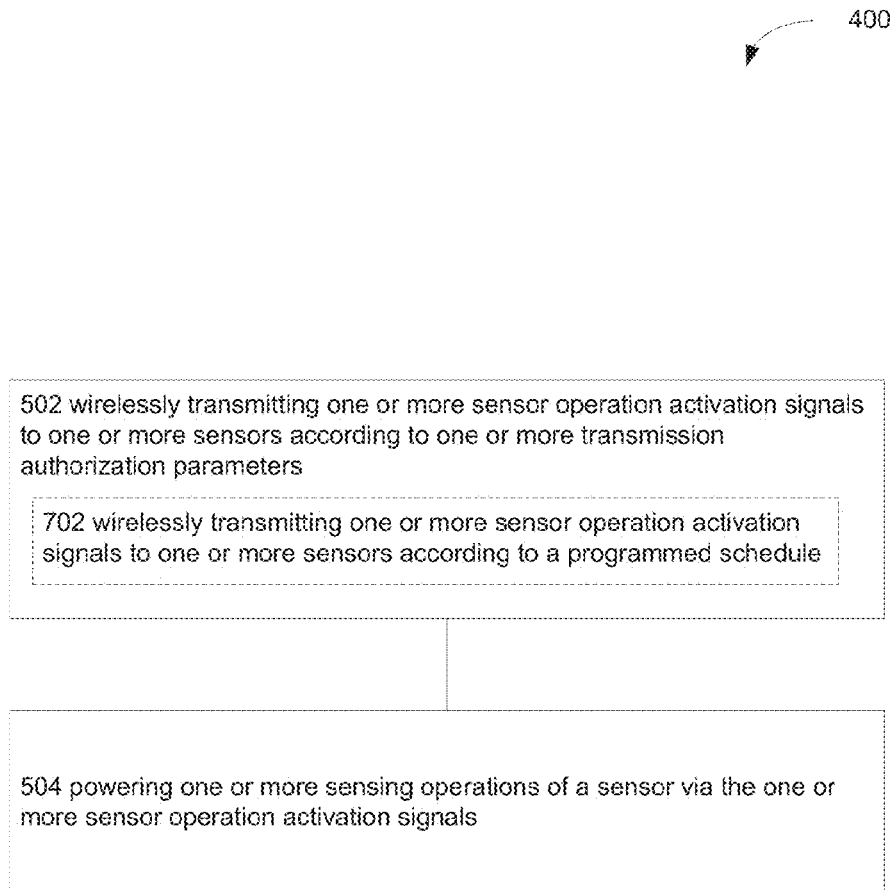 400
502 wirelessly transmitting one or more sensor operation activation signals
to one or more sensors according to one or more transmission
authorization parameters
702 wirelessly transmitting one or more sensor operation activation
signals to one or more sensors according to a programmed schedule
504 powering one or more sensing operations of a sensor via the one or
more sensor operation activation signals